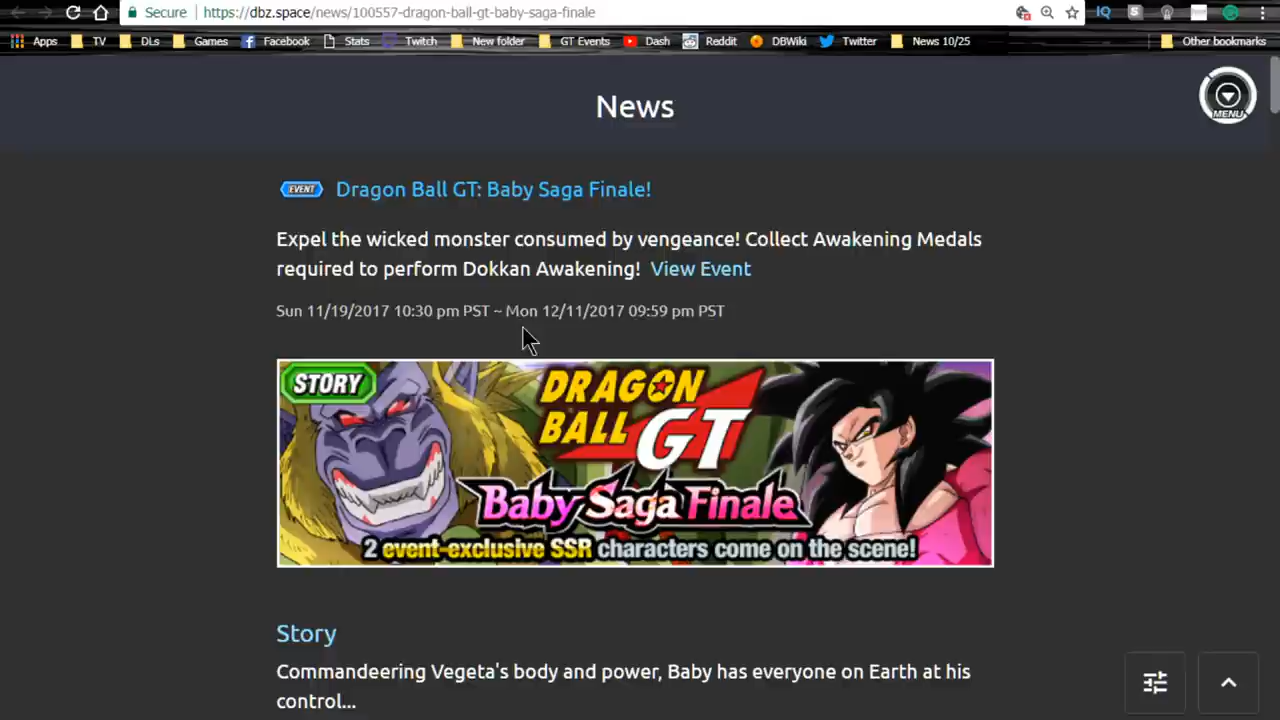 Secure https://dbz.space/news/100557-dragon-ball-gt-baby-saga-finale
Apps TV DLs Games Facebook Stats Twitch New folder GT Events Dash Reddit DBWiki Twitter News 10/25 Other bookmarks
News
MENU
EVENT Dragon Ball GT: Baby Saga Finale!
Expel the wicked monster consumed by vengeance! Collect Awakening Medals
required to perform Dokkan Awakening! View Event
Sun 11/19/2017 10:30 pm PST ~ Mon 12/11/2017 09:59 pm PST
STORY
DRAGON
BALL GT
Baby Saga Finale
2 event-exclusive SSR characters come on the scene!
Story
Commandeering Vegeta's body and power, Baby has everyone on Earth at his
control...